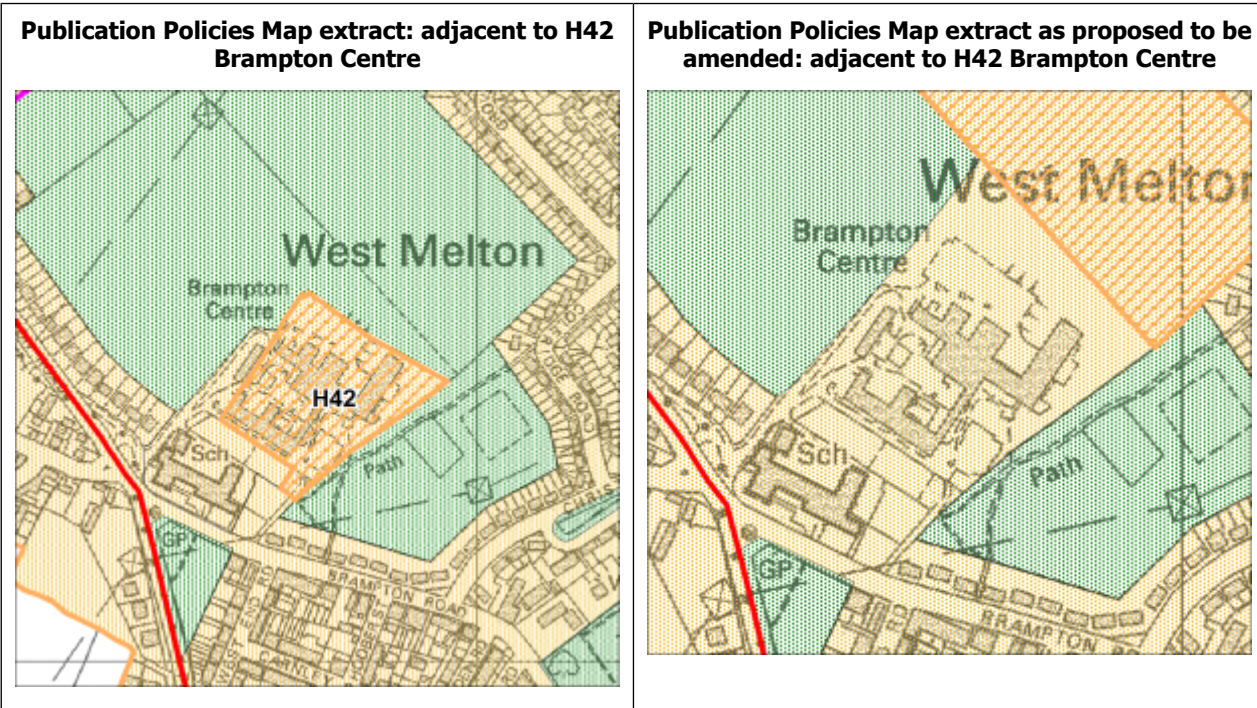 Publication Policies Map extract: adjacent to H42
Brampton Centre
West Melton
Brampton
Centre
H42
Sch
Path
GP
BRAMPTON ROAD
Publication Policies Map extract as proposed to be
amended: adjacent to H42 Brampton Centre
West Melton
Brampton
Centre
Sch
Path
GP
BRAMPTON